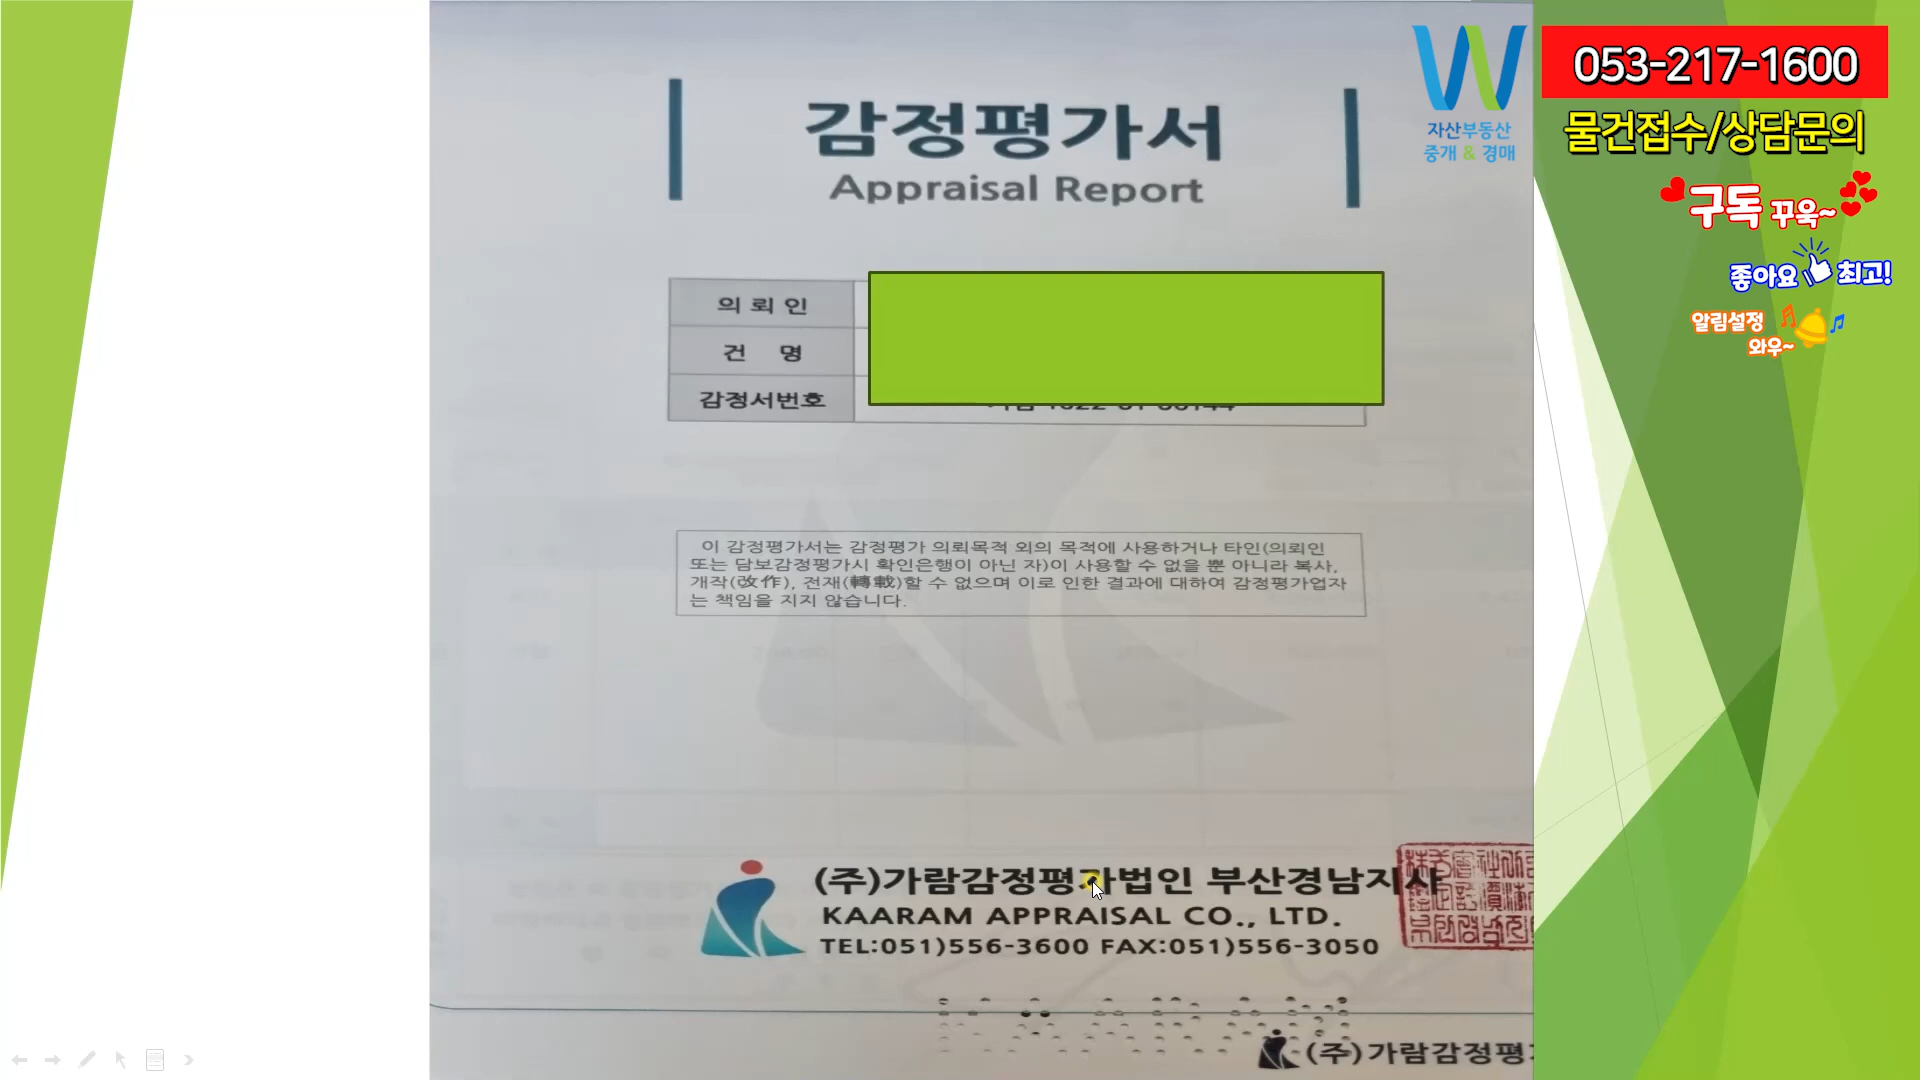 감정평가서
Appraisal Report
의 뢰 인
건 명
감정서번호
이 감정평가서는 감정평가 의뢰목적 외의 목적에 사용하거나 타인(의뢰인
또는 담보감정평가시 확인은행이 아닌 자)이 사용할 수 없을 뿐 아니라 복사,
개작(改作), 전재(轉載)할 수 없으며 이로 인한 결과에 대하여 감정평가업자
는 책임을 지지 않습니다.
(주)가람감정평가법인 부산경남지사
KAARAM APPRAISAL CO., LTD.
TEL:051)556-3600 FAX:051)556-3050
(주)가람감정평
자산부동산
중개 & 경매
053-217-1600
물건접수/상담문의
구독 꾸욱~
좋아요 최고!
알림설정
와우~